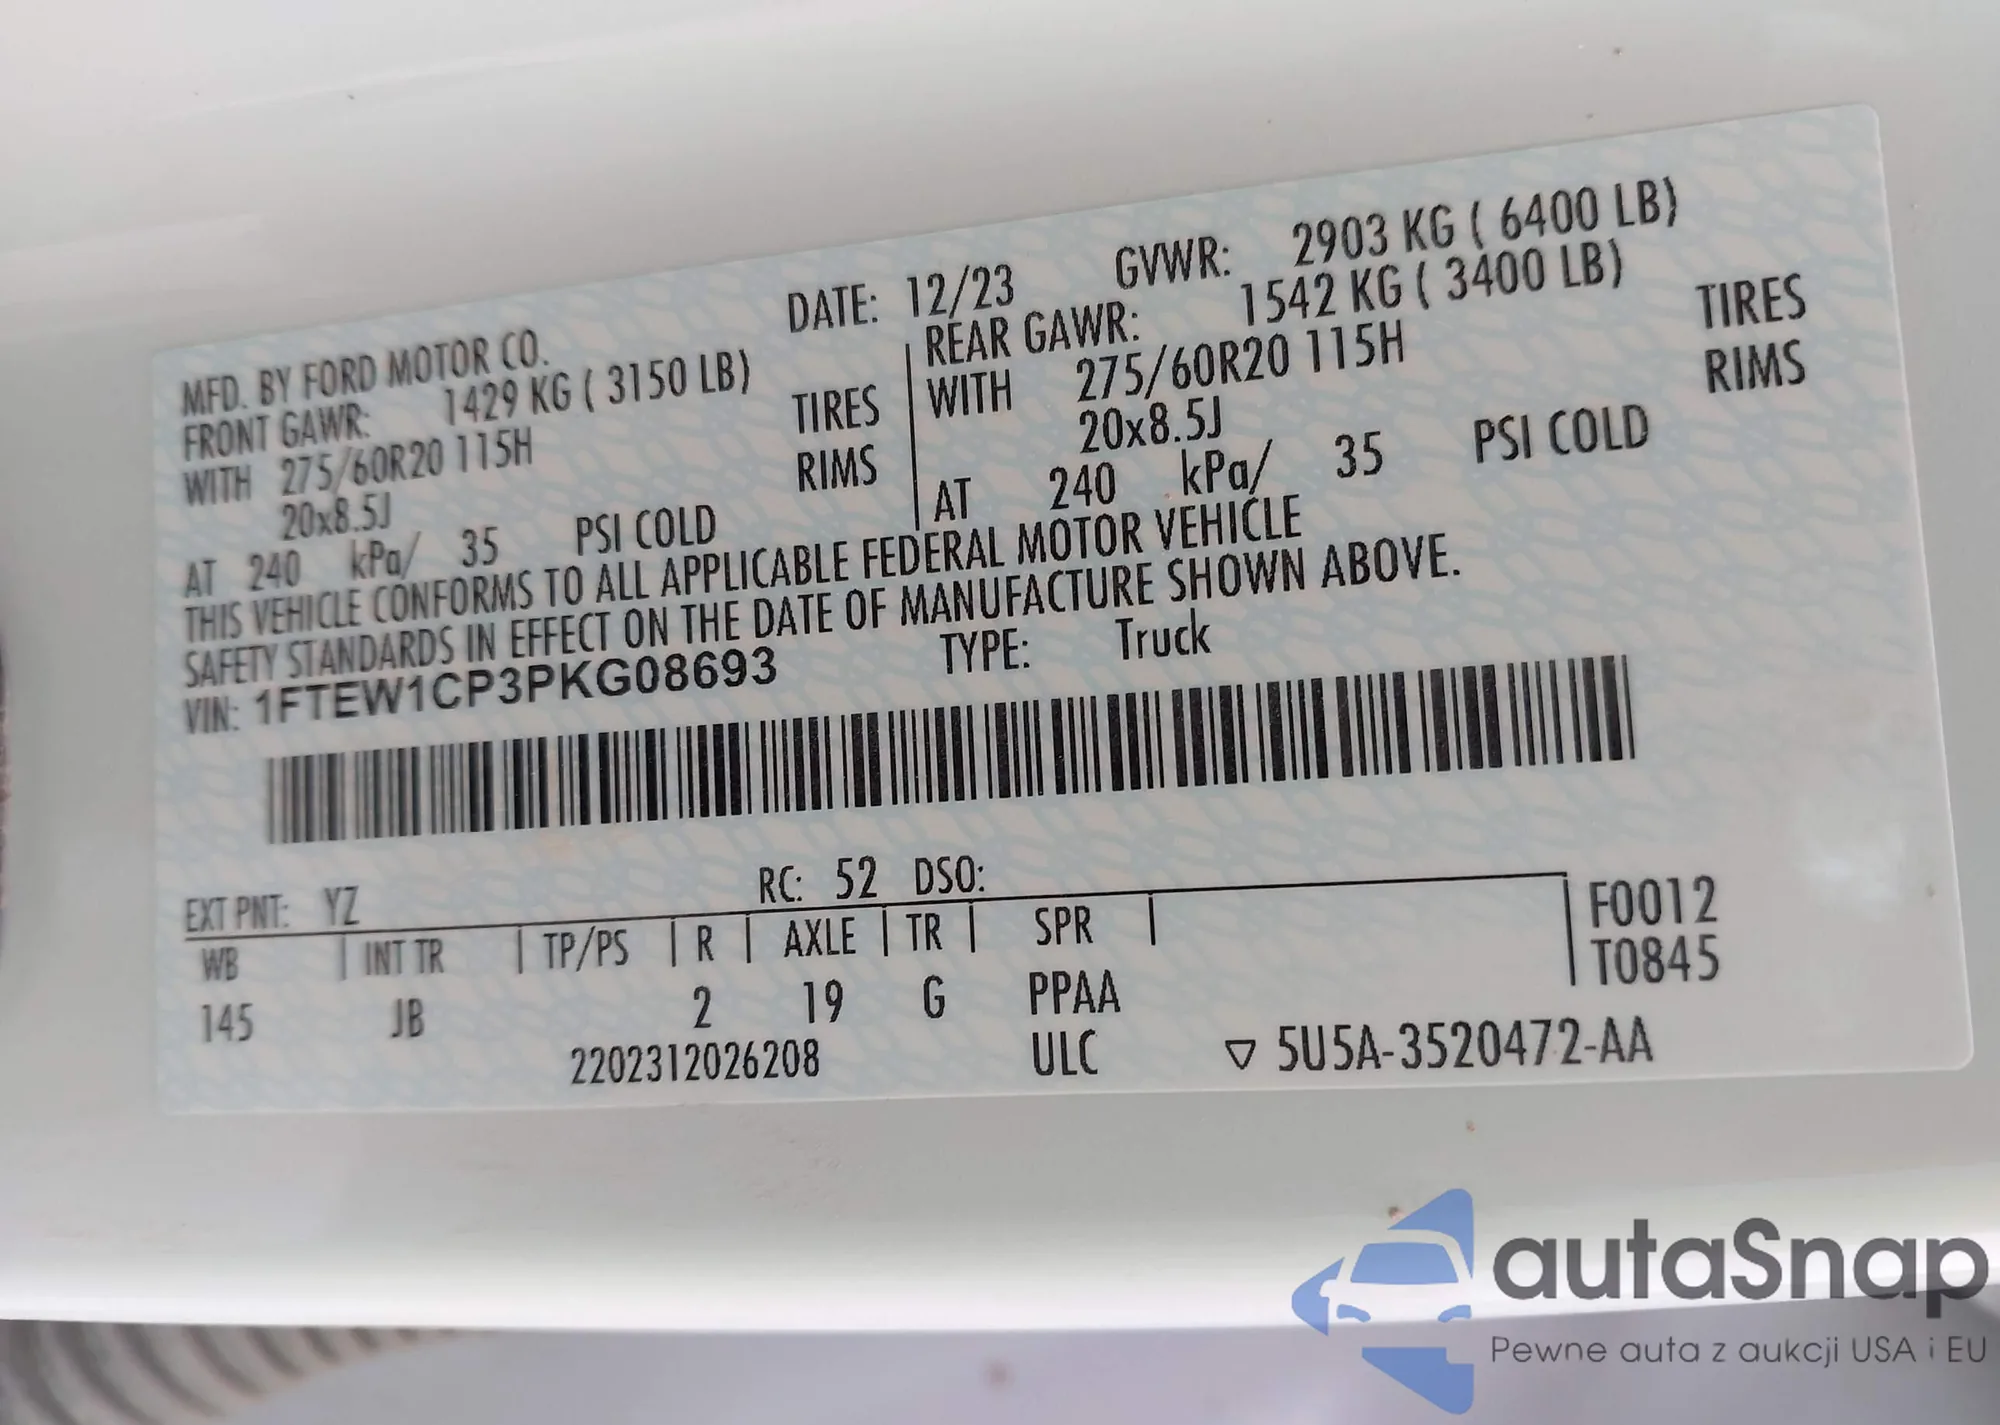 MFD. BY FORD MOTOR CO. DATE: 12/23 GVWR: 2903 KG ( 6400 LB)
FRONT GAWR: 1429 KG ( 3150 LB) REAR GAWR: 1542 KG ( 3400 LB)
WITH 275/60R20 115H TIRES WITH 275/60R20 115H TIRES
20x8.5J RIMS 20x8.5J RIMS
AT 240 kPa/ 35 PSI COLD AT 240 kPa/ 35 PSI COLD
THIS VEHICLE CONFORMS TO ALL APPLICABLE FEDERAL MOTOR VEHICLE
SAFETY STANDARDS IN EFFECT ON THE DATE OF MANUFACTURE SHOWN ABOVE.
VIN: 1FTEW1CP3PKG08693 TYPE: Truck
EXT PNT: YZ RC: 52 DSO:
WB INT TR TP/PS R AXLE TR SPR F0012
T0845
145 JB 2 19 G PPAA
2202312026208 ULC ▽ 5U5A-3520472-AA
autaSnap
Pewne auta z aukcji USA i EU